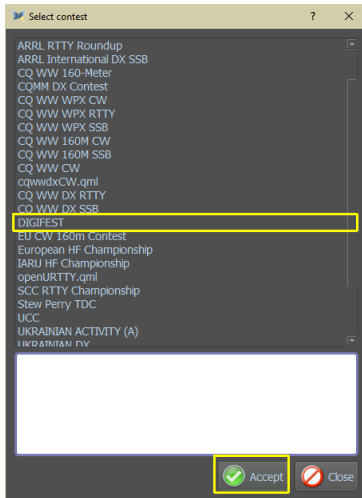 Select contest
ARRL RTTY Roundup
ARRL International DX SSB
CQ WW 160-Meter
CQMM DX Contest
CQ WW WPX CW
CQ WW WPX RTTY
CQ WW WPX SSB
CQ WW 160M CW
CQ WW 160M SSB
CQ WW CW
cqwwdxCW.qml
CQ WW DX RTTY
CQ WW DX SSB
DIGIFEST
EU CW 160m Contest
European HF Championship
IARU HF Championship
openURTTY.qml
SCC RTTY Championship
Stew Perry TDC
UCC
UKRAINIAN ACTIVITY (A)
UKRAINIAN DX
Accept
Close